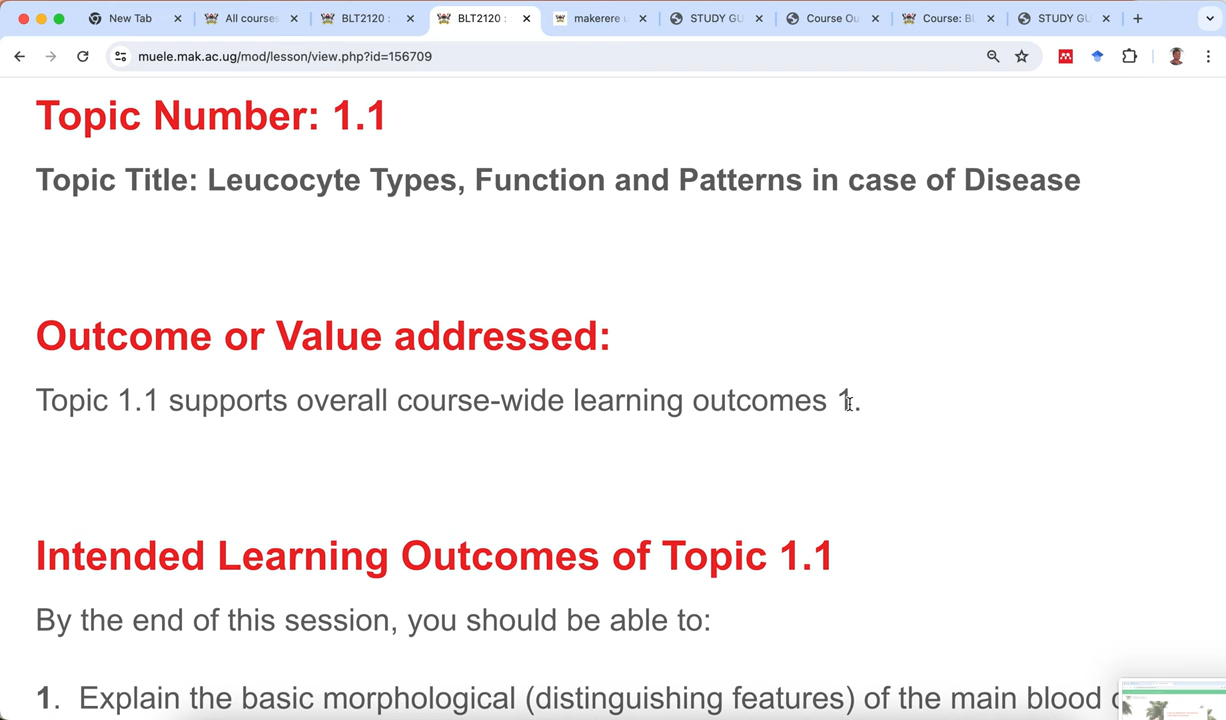 New Tab
All course
BLT2120 :
BLT2120 :
makerere u
STUDY GU
Course Ou
Course: BL
STUDY GU
muele.mak.ac.ug/mod/lesson/view.php?id=156709
Topic Number: 1.1
Topic Title: Leucocyte Types, Function and Patterns in case of Disease
Outcome or Value addressed:
Topic 1.1 supports overall course-wide learning outcomes 1.
Intended Learning Outcomes of Topic 1.1
By the end of this session, you should be able to:
1. Explain the basic morphological (distinguishing features) of the main blood c